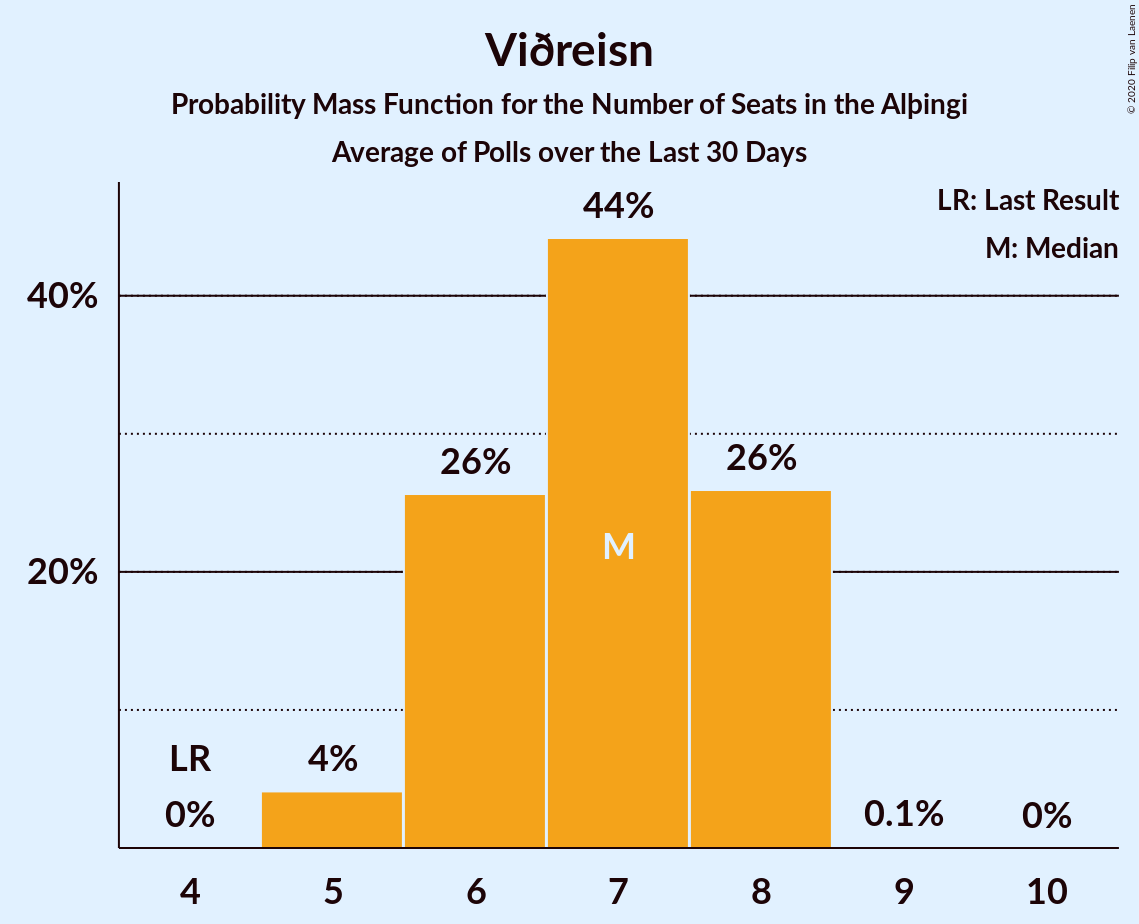 Viðreisn
Probability Mass Function for the Number of Seats in the Alþingi
Average of Polls over the Last 30 Days
© 2020 Filip van Laenen
LR: Last Result
M: Median
44%
40%
26%
26%
M
20%
LR
4%
0%
0.1%
0%
4 5 6 7 8 9 10